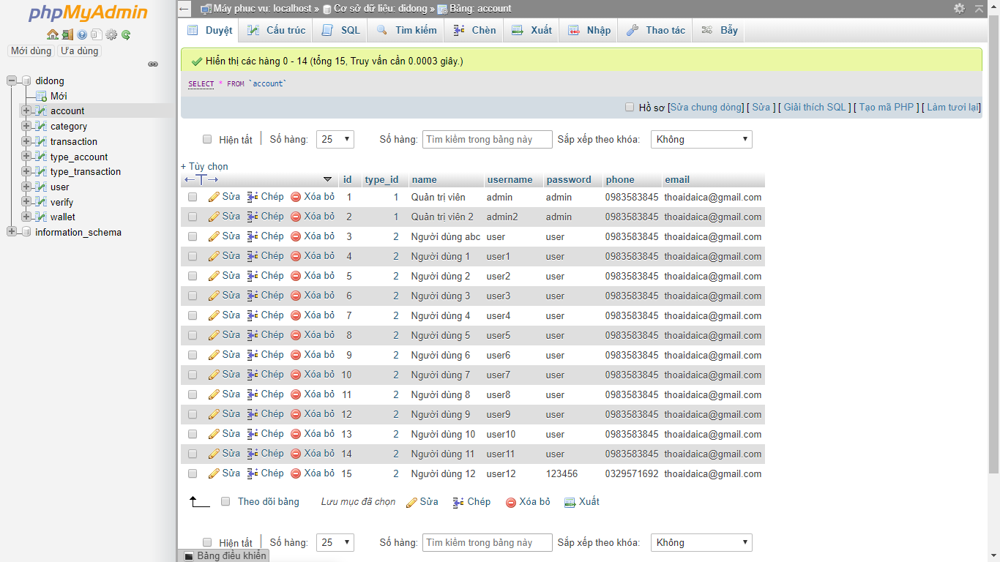 phpMyAdmin
Mới dùng Ưa dùng
didong
Mới
account
category
transaction
type_account
type_transaction
user
verify
wallet
information_schema
Máy phục vụ: localhost » Cơ sở dữ liệu: didong » Bảng: account
Duyệt Cấu trúc SQL Tìm kiếm Chèn Xuất Nhập Thao tác Bẫy
Hiển thị các hàng 0 - 14 (tổng 15, Truy vấn cần 0.0003 giây.)
SELECT * FROM `account`
Hồ sơ [Sửa chung dòng] [ Sửa ] [ Giải thích SQL ] [ Tạo mã PHP ] [ Làm tươi lại]
Hiện tất Số hàng: 25 Số hàng: Tìm kiếm trong bảng này Sắp xếp theo khóa: Không
+ Tùy chọn
←T→ id type_id name username password phone email
Sửa Chép Xóa bỏ 1 1 Quản trị viên admin admin 0983583845 thoaidaica@gmail.com
Sửa Chép Xóa bỏ 2 1 Quản trị viên 2 admin2 admin 0983583845 thoaidaica@gmail.com
Sửa Chép Xóa bỏ 3 2 Người dùng abc user user 0983583845 thoaidaica@gmail.com
Sửa Chép Xóa bỏ 4 2 Người dùng 1 user1 user 0983583845 thoaidaica@gmail.com
Sửa Chép Xóa bỏ 5 2 Người dùng 2 user2 user 0983583845 thoaidaica@gmail.com
Sửa Chép Xóa bỏ 6 2 Người dùng 3 user3 user 0983583845 thoaidaica@gmail.com
Sửa Chép Xóa bỏ 7 2 Người dùng 4 user4 user 0983583845 thoaidaica@gmail.com
Sửa Chép Xóa bỏ 8 2 Người dùng 5 user5 user 0983583845 thoaidaica@gmail.com
Sửa Chép Xóa bỏ 9 2 Người dùng 6 user6 user 0983583845 thoaidaica@gmail.com
Sửa Chép Xóa bỏ 10 2 Người dùng 7 user7 user 0983583845 thoaidaica@gmail.com
Sửa Chép Xóa bỏ 11 2 Người dùng 8 user8 user 0983583845 thoaidaica@gmail.com
Sửa Chép Xóa bỏ 12 2 Người dùng 9 user9 user 0983583845 thoaidaica@gmail.com
Sửa Chép Xóa bỏ 13 2 Người dùng 10 user10 user 0983583845 thoaidaica@gmail.com
Sửa Chép Xóa bỏ 14 2 Người dùng 11 user11 user 0983583845 thoaidaica@gmail.com
Sửa Chép Xóa bỏ 15 2 Người dùng 12 user12 123456 0329571692 thoaidaica@gmail.com
Theo dõi bảng Lưu mục đã chọn Sửa Chép Xóa bỏ Xuất
Hiện tất Số hàng: 25 Số hàng: Tìm kiếm trong bảng này Sắp xếp theo khóa: Không
Bảng điều khiển